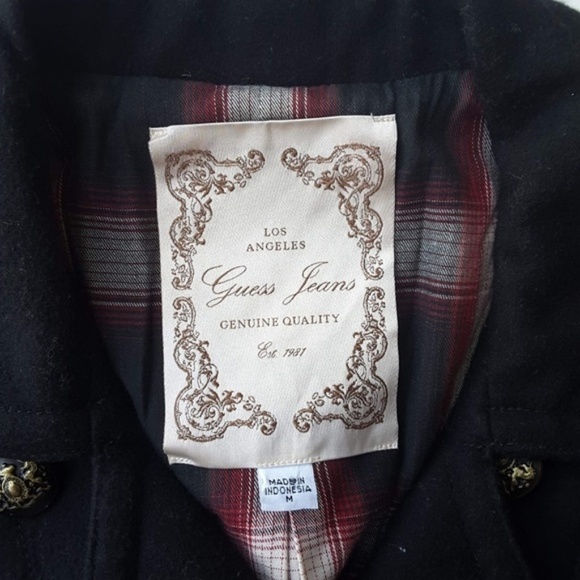 LOS
ANGELES
Guess Jeans
GENUINE QUALITY
Est. 1981
MADE IN
INDONESIA
M